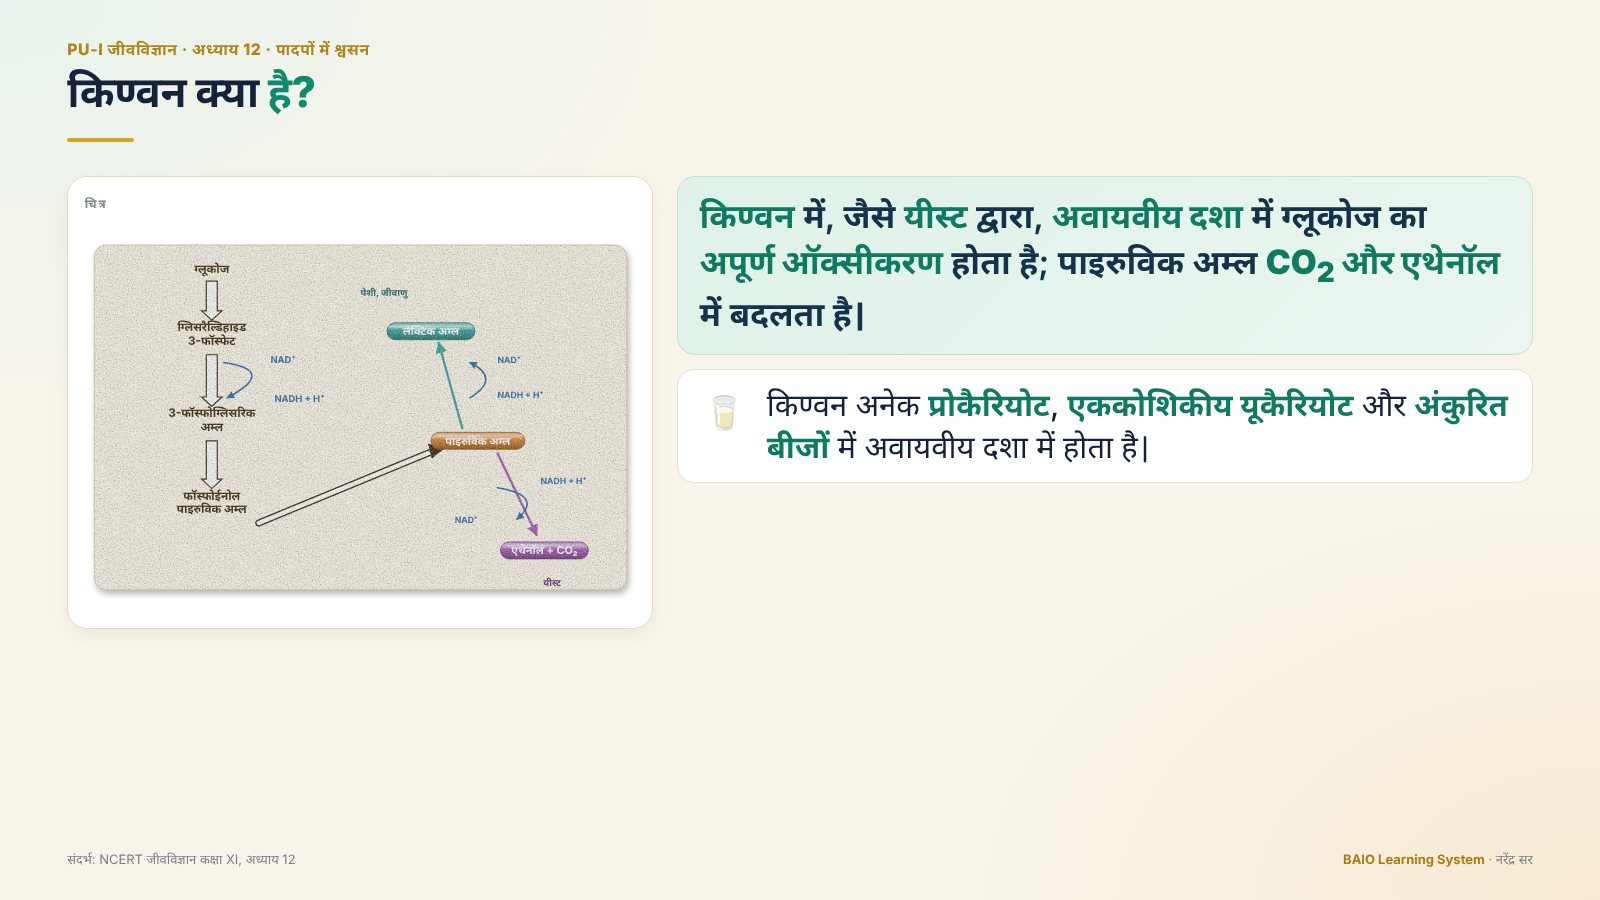 PU-I जीवविज्ञान · अध्याय 12 · पादपों में श्वसन
किण्वन क्या है?
चित्र
ग्लूकोज
ग्लिसरैल्डिहाइड
3-फॉस्फेट
NAD⁺
NADH + H⁺
3-फॉस्फोग्लिसरिक
अम्ल
फॉस्फोईनोल
पाइरुविक अम्ल
पेशी, जीवाणु
लैक्टिक अम्ल
NAD⁺
NADH + H⁺
पाइरुविक अम्ल
NADH + H⁺
NAD⁺
एथेनॉल + CO₂
यीस्ट
किण्वन में, जैसे यीस्ट द्वारा, अवायवीय दशा में ग्लूकोज का
अपूर्ण ऑक्सीकरण होता है; पाइरुविक अम्ल CO₂ और एथेनॉल
में बदलता है|
किण्वन अनेक प्रोकैरियोट, एककोशिकीय यूकैरियोट और अंकुरित
बीजों में अवायवीय दशा में होता है|
संदर्भ: NCERT जीवविज्ञान कक्षा XI, अध्याय 12
BAIO Learning System · नरेंद्र सर